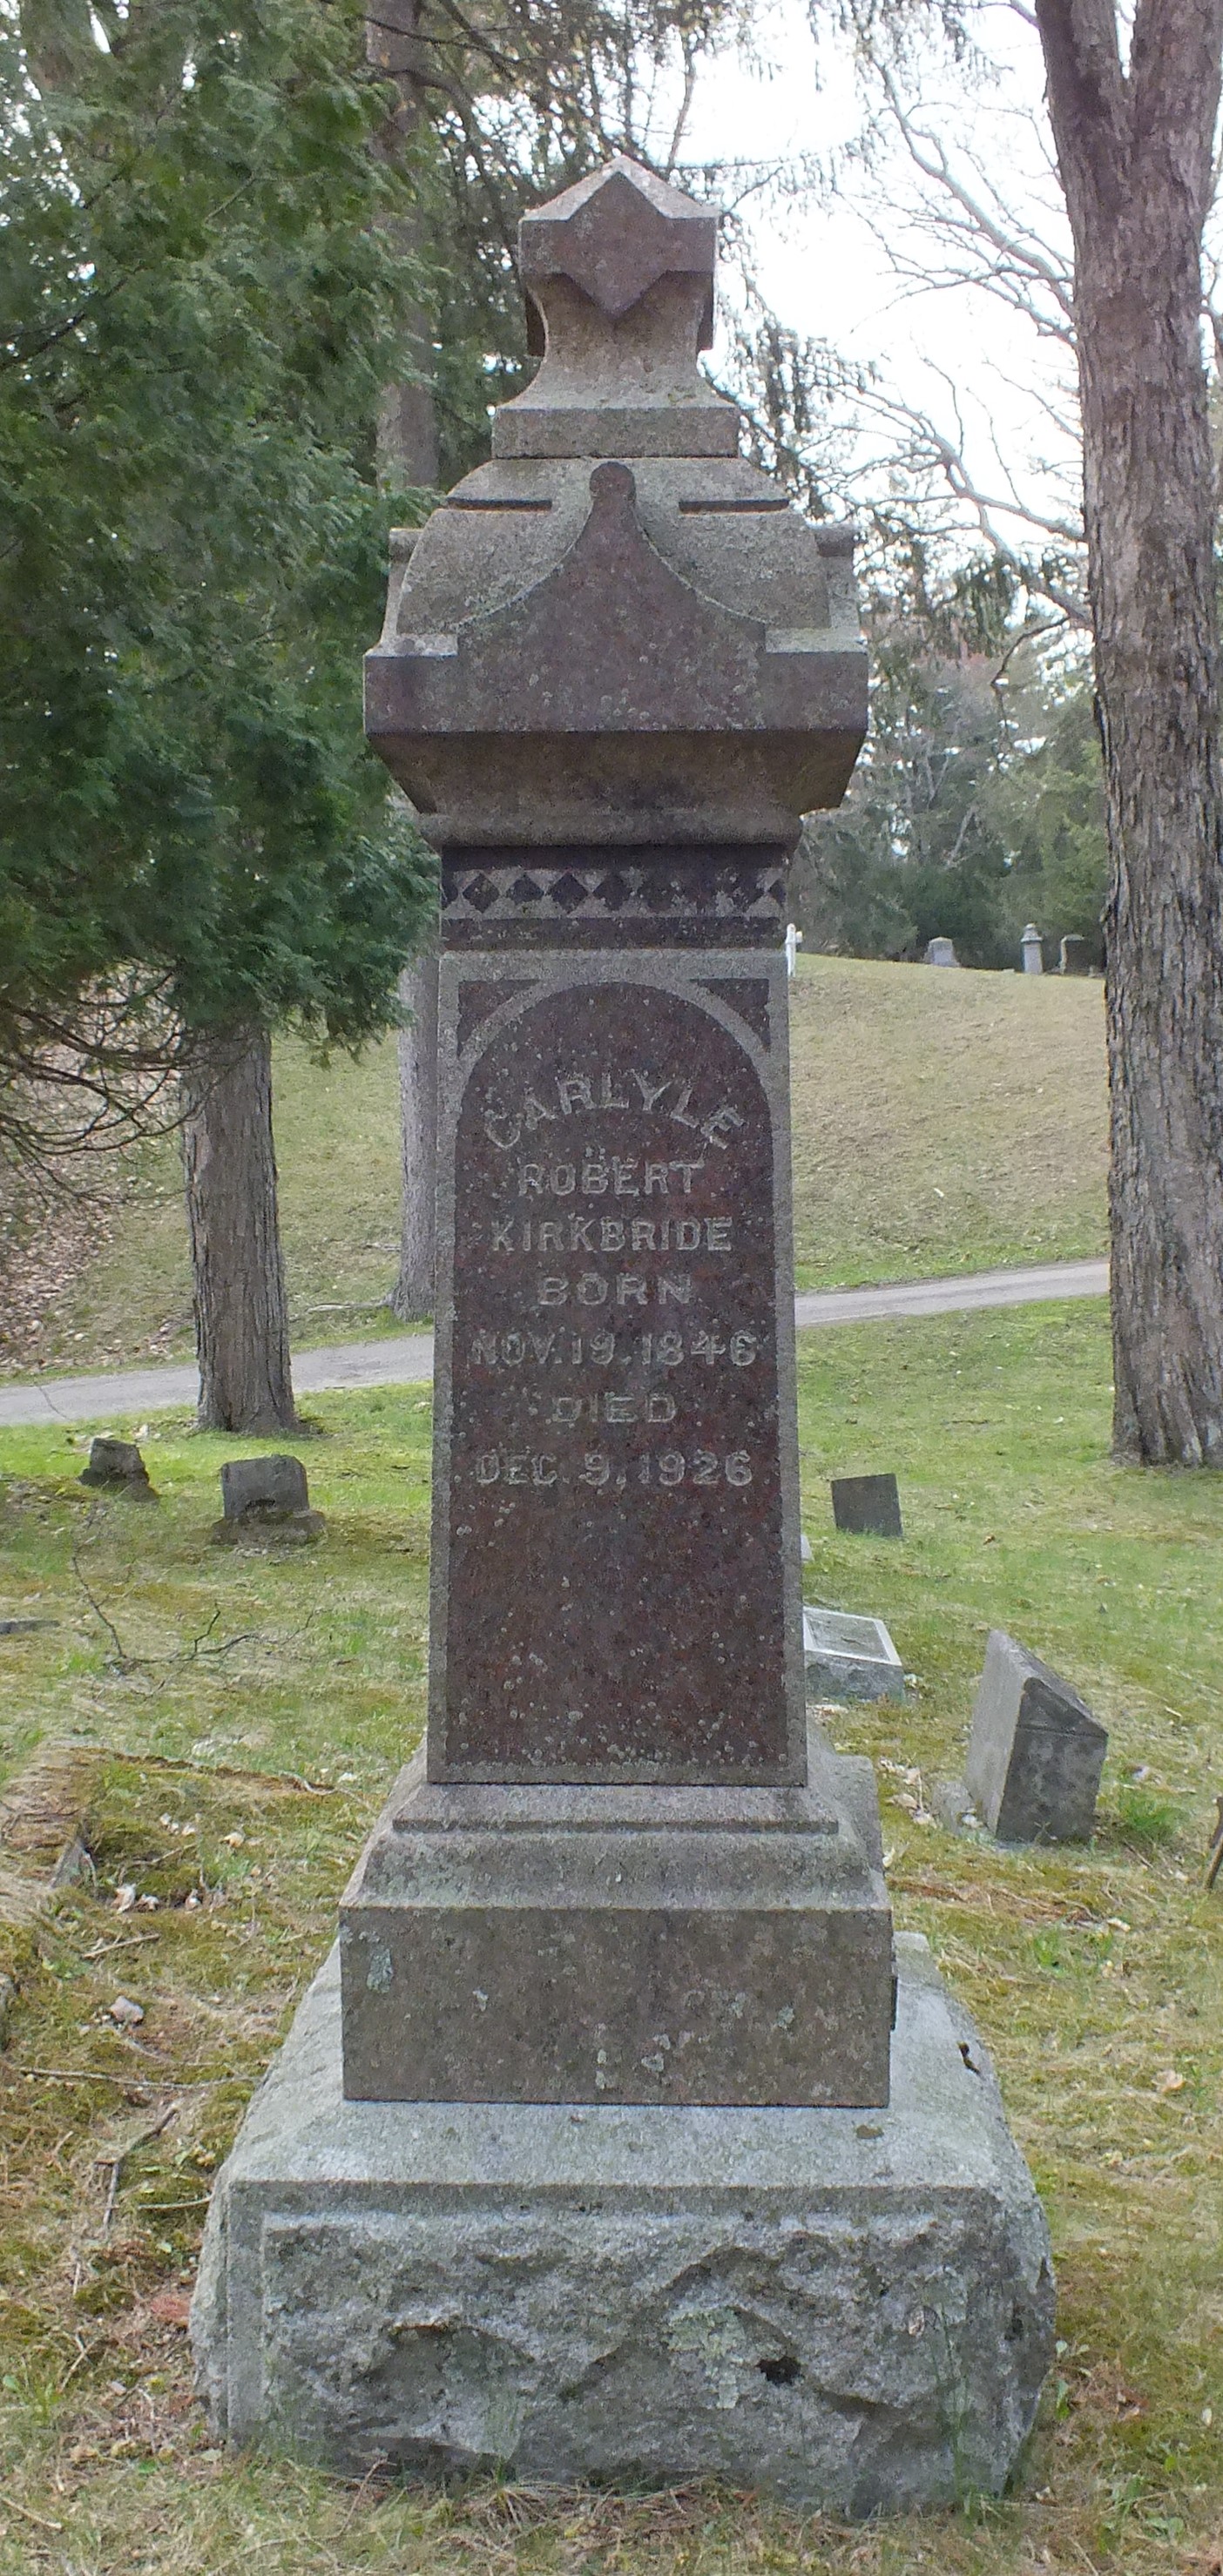 CARLYLE
ROBERT
KIRKBRIDE
BORN
NOV. 19. 1846
DIED
DEC. 9, 1926